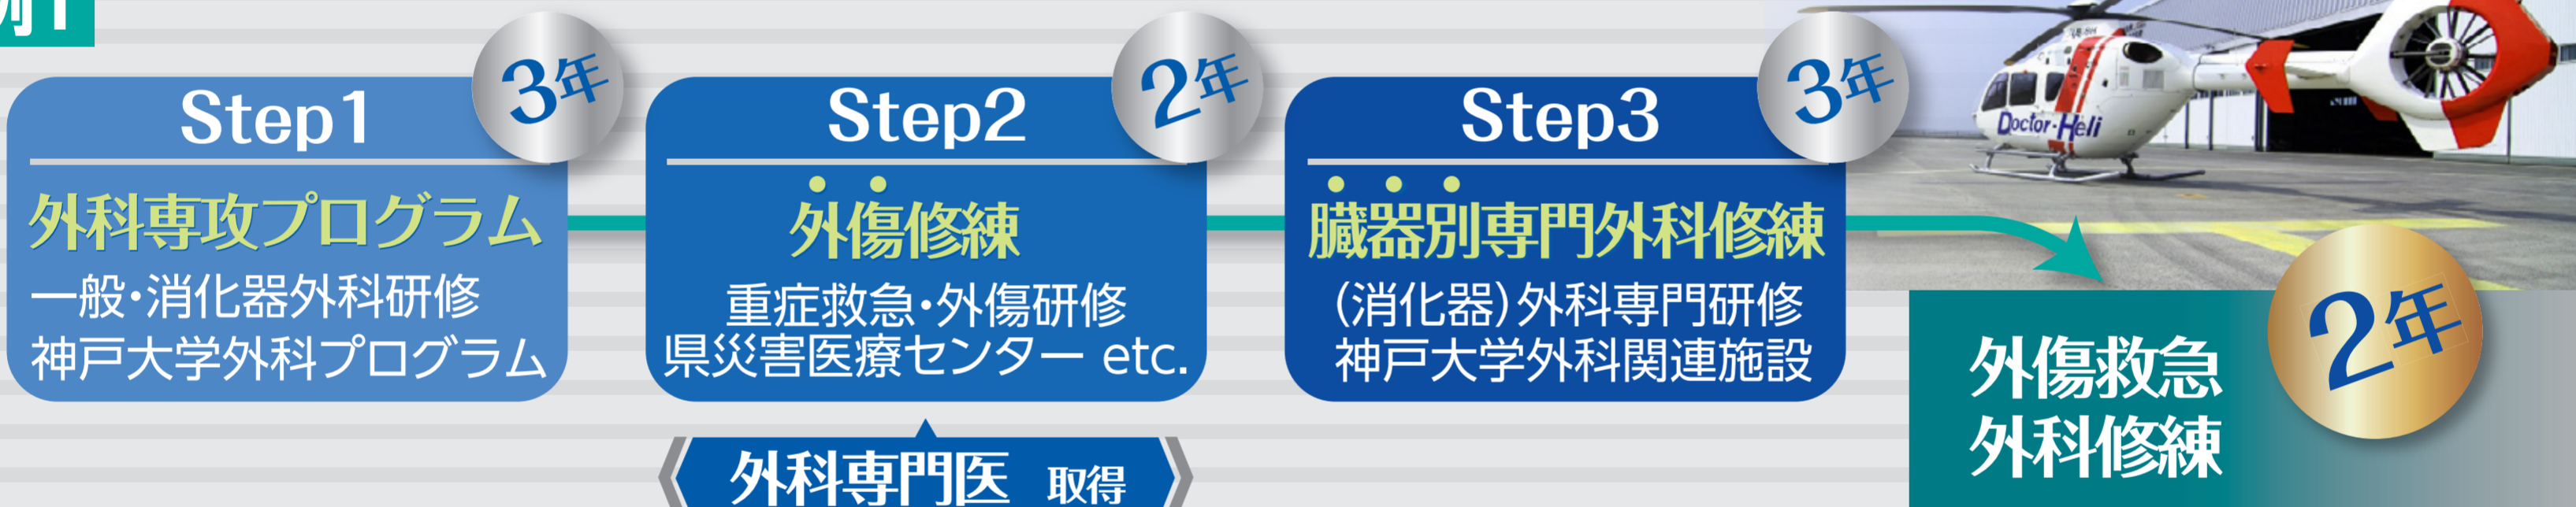 例1
Step1
3年
外科専攻プログラム
一般・消化器外科研修
神戸大学外科プログラム
Step2
2年
外傷修練
重症救急・外傷研修
県災害医療センター etc.
外科専門医 取得
Step3
3年
臓器別専門外科修練
(消化器)外科専門研修
神戸大学外科関連施設
Doctor-Heli
外傷救急
外科修練
2年